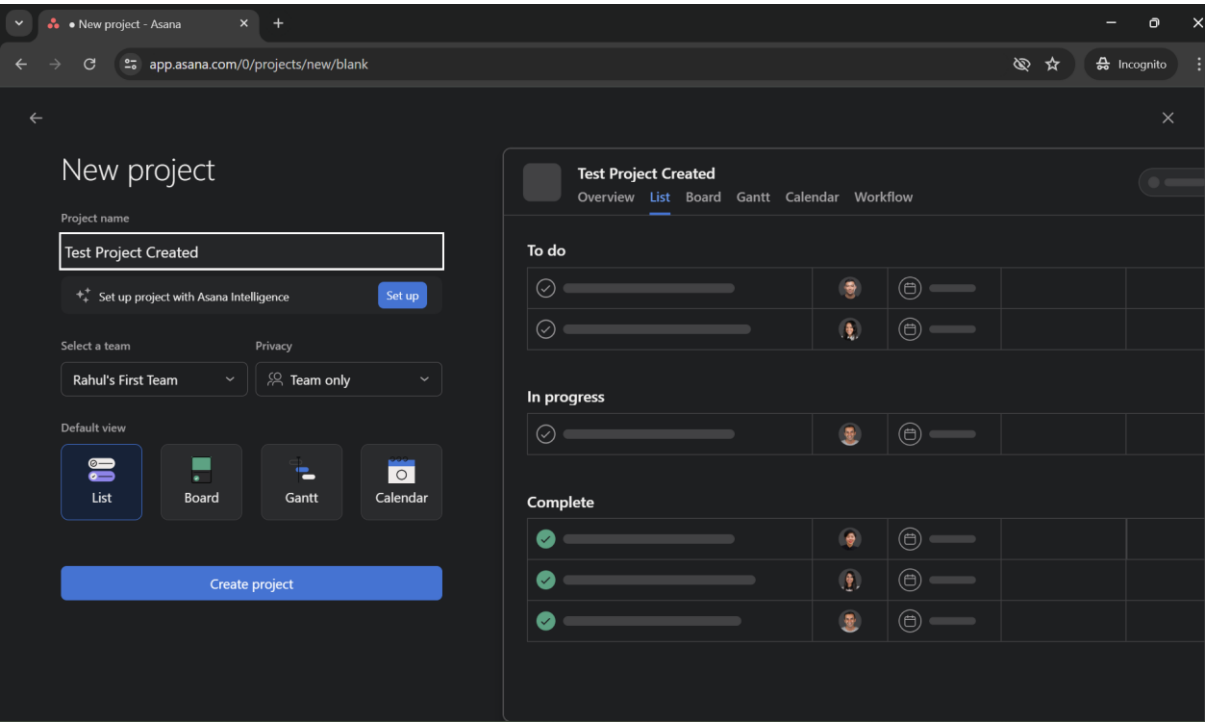 ● New project - Asana
app.asana.com/0/projects/new/blank
Incognito
New project
Project name
Test Project Created
Set up project with Asana Intelligence
Set up
Select a team
Privacy
Rahul's First Team
Team only
Default view
List
Board
Gantt
Calendar
Create project
Test Project Created
Overview List Board Gantt Calendar Workflow
To do
In progress
Complete